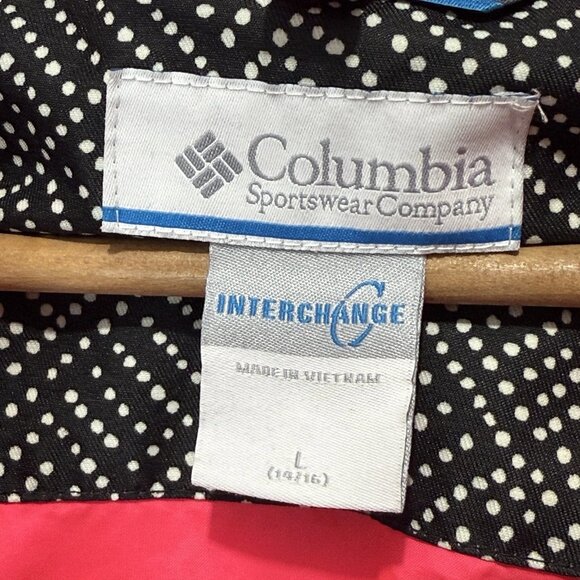 Columbia
Sportswear Company
INTERCHANGE
MADE IN VIETNAM
L
(14/16)